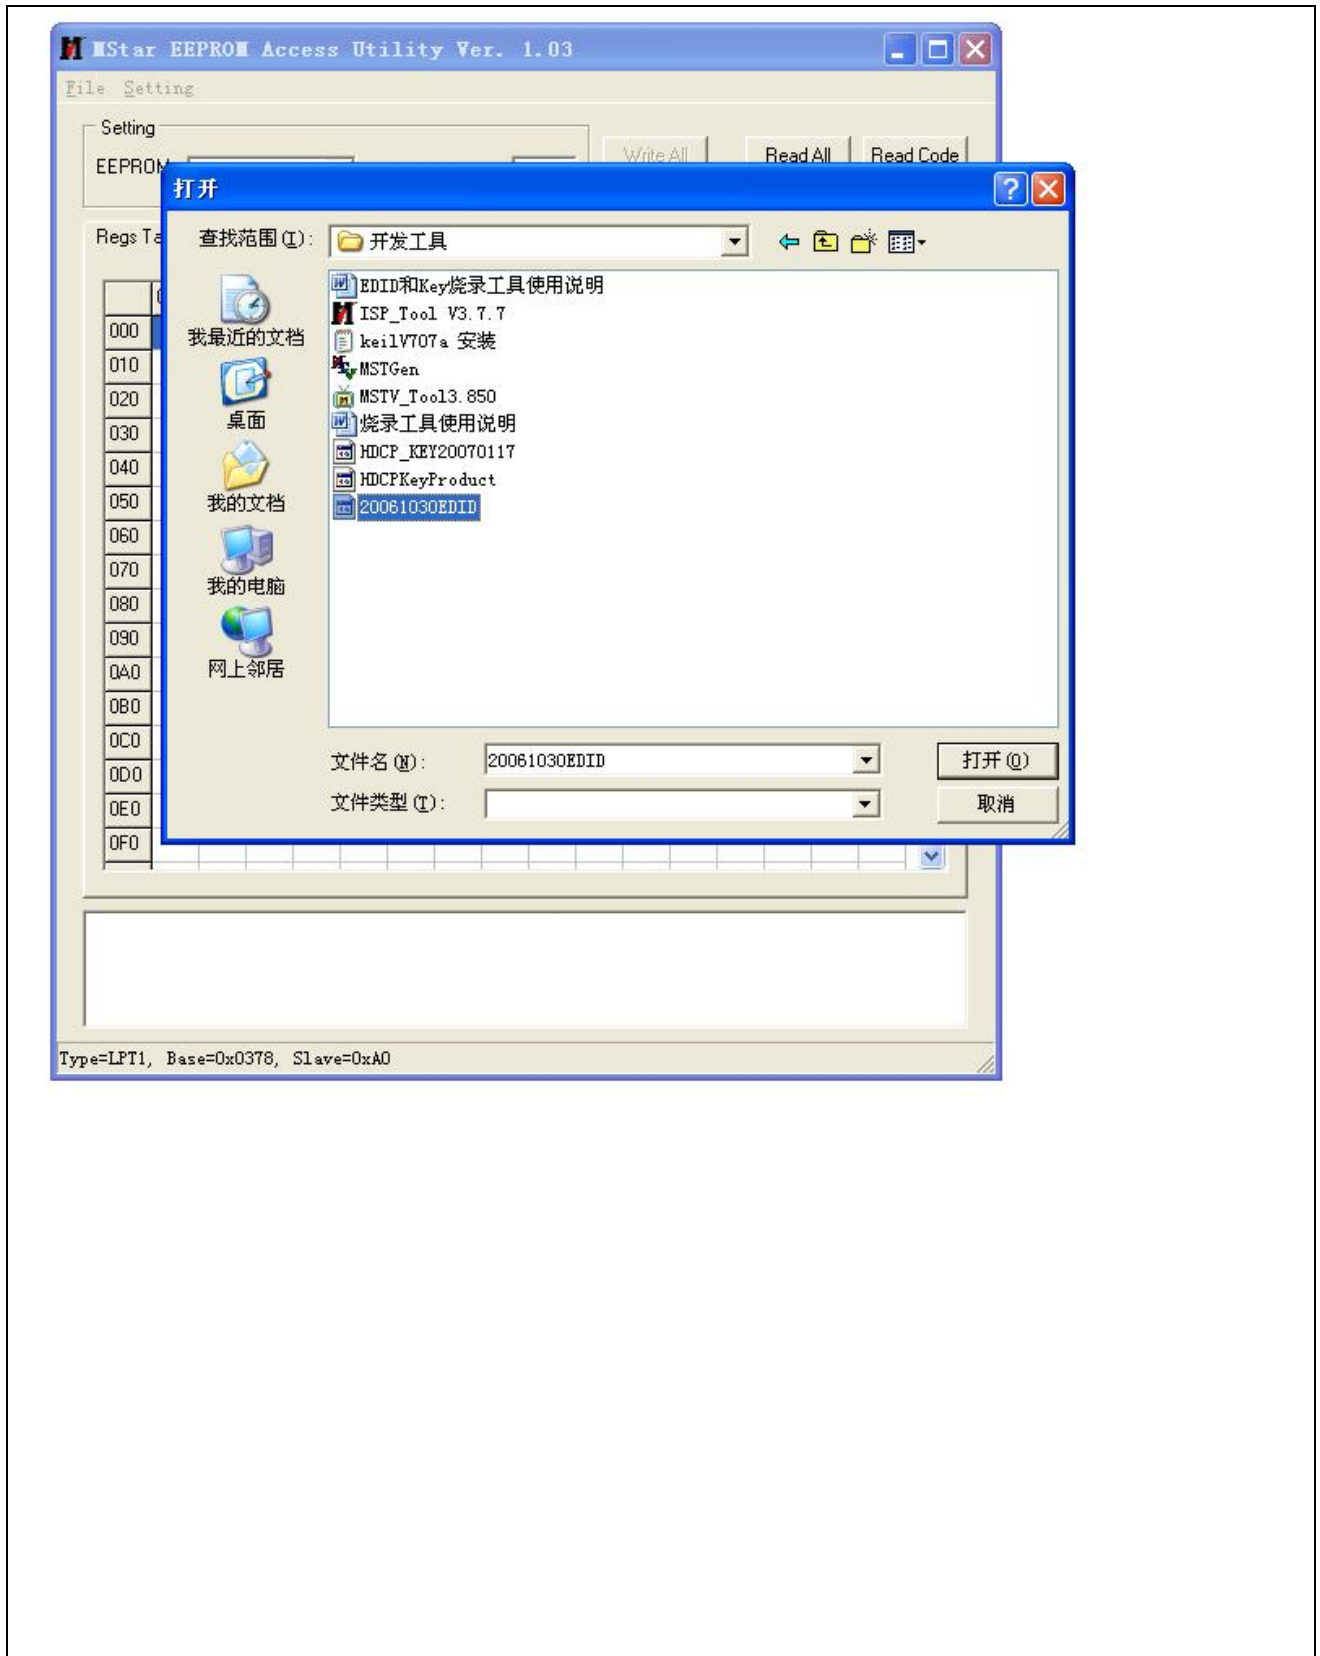 MStar EEPROM Access Utility Ver. 1.03
File Setting
Setting
EEPROM
Write All
Read All
Read Code
打开
Regs Ta
查找范围(I):
开发工具
000
010
020
030
040
050
060
070
080
090
0A0
0B0
0C0
0D0
0E0
0F0
我最近的文档
桌面
我的文档
我的电脑
网上邻居
EDID和Key烧录工具使用说明
ISP_Tool V3.7.7
keilV707a 安装
MSTGen
MSTV_Tool3.850
烧录工具使用说明
HDCP_KEY20070117
HDCPKeyProduct
20061030EDID
文件名(N):
20061030EDID
打开(O)
文件类型(T):
取消
Type=LPT1, Base=0x0378, Slave=0xA0